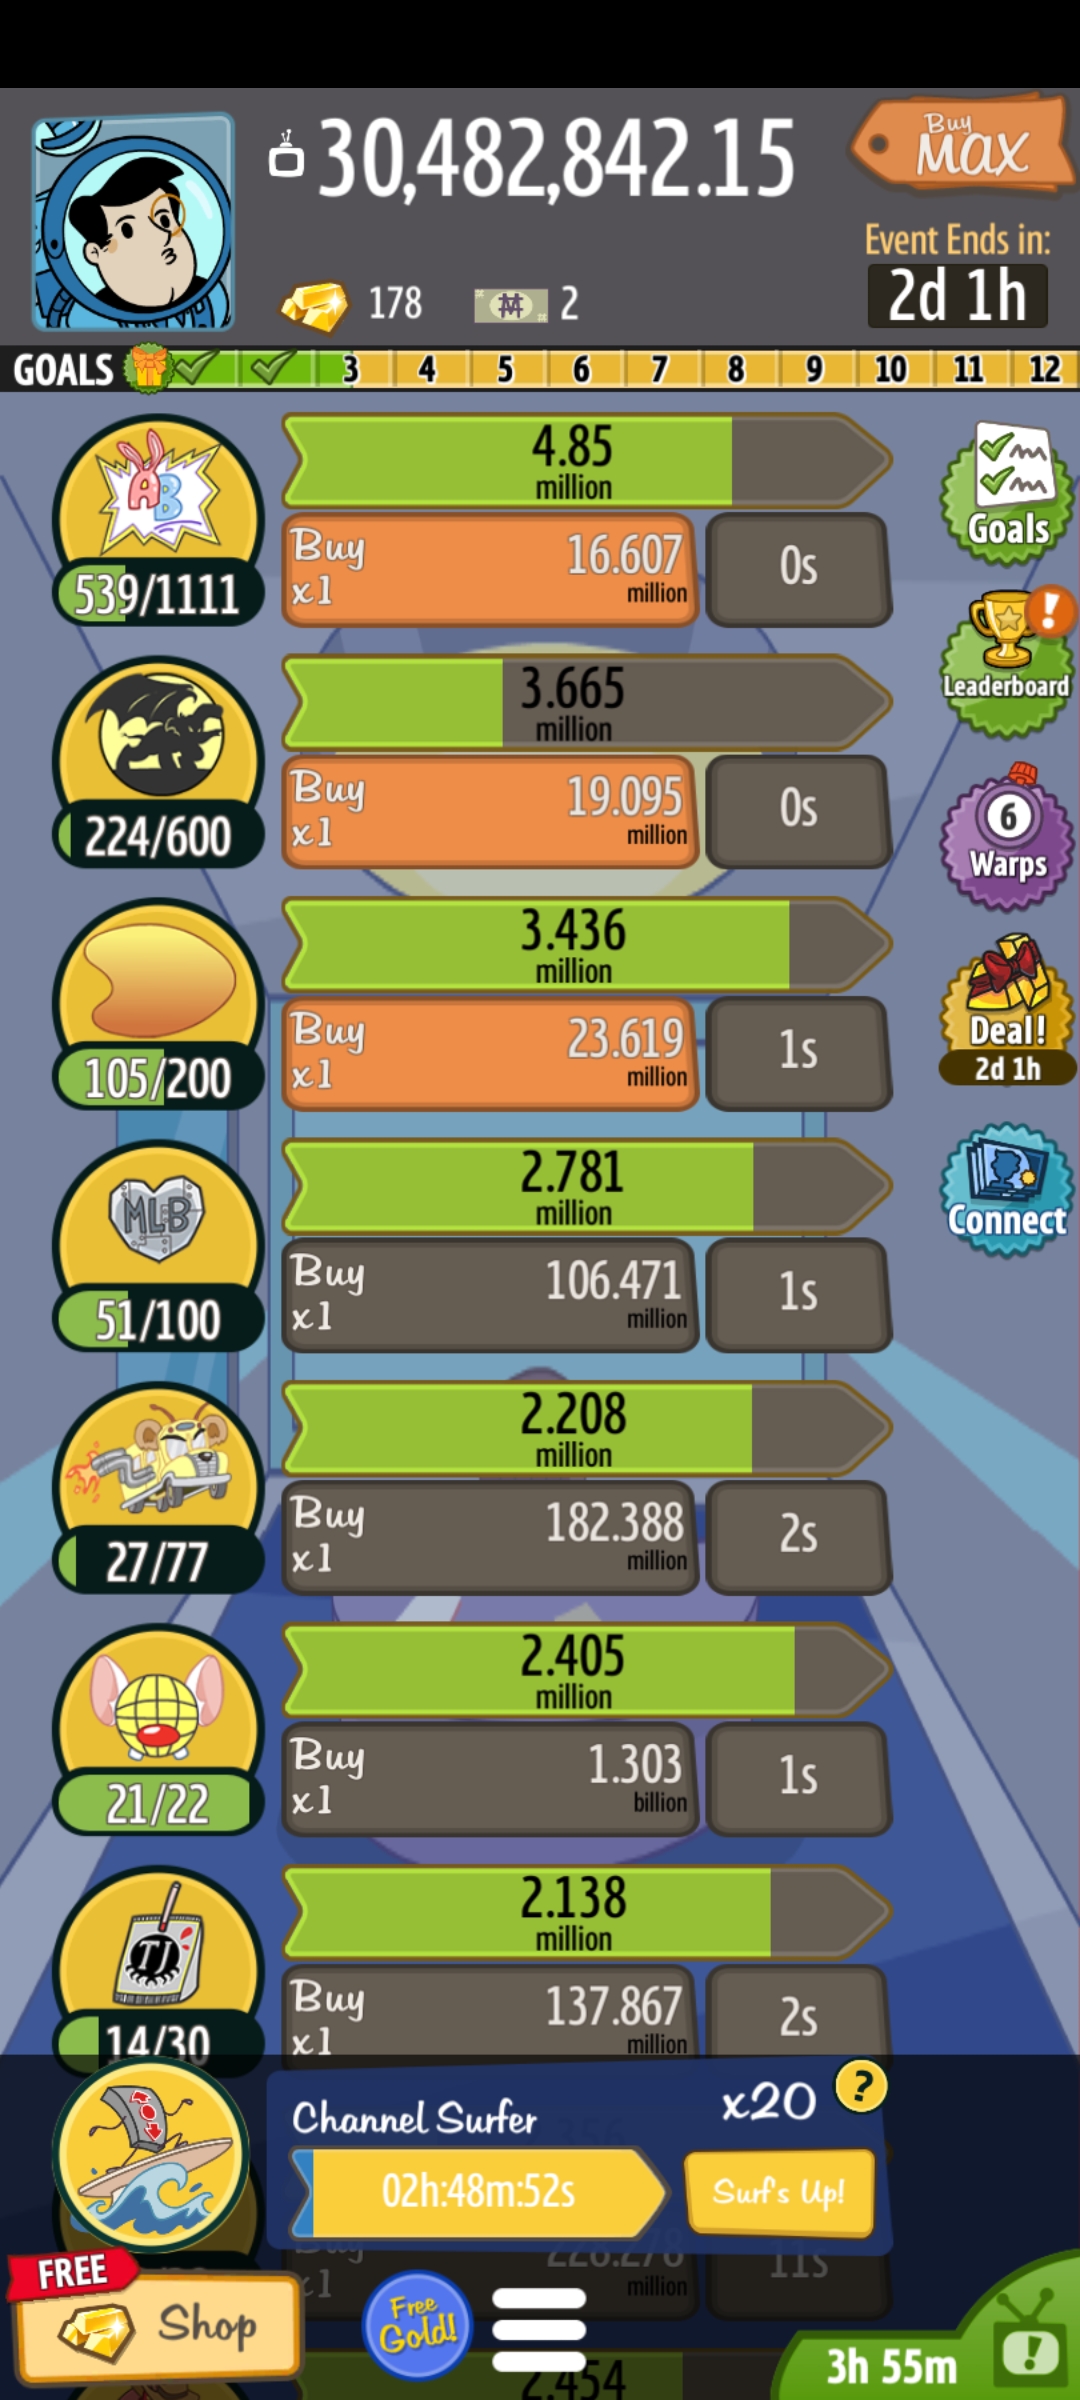 30,482,842.15
Buy
MAX
Event Ends in:
2d 1h
178
2
GOALS 3 4 5 6 7 8 9 10 11 12
AB
4.85
million
539/1111
Buy
x1
16.607
million
0s
Goals
3.665
million
224/600
Buy
x1
19.095
million
0s
!
Leaderboard
6
Warps
3.436
million
105/200
Buy
x1
23.619
million
1s
Deal!
2d 1h
MLB
2.781
million
51/100
Buy
x1
106.471
million
1s
Connect
2.208
million
27/77
Buy
x1
182.388
million
2s
2.405
million
21/22
Buy
x1
1.303
billion
1s
TJ
2.138
million
14/30
Buy
x1
137.867
million
2s
Channel Surfer
x20
?
02h:48m:52s
Surf's Up!
Buy
x1
228.278
million
11s
FREE
Shop
Free
Gold!
2.454
3h 55m
!